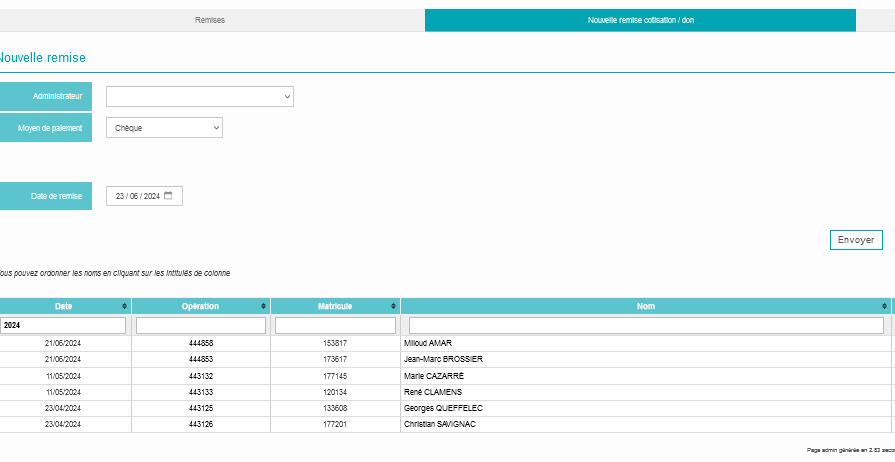 Remises
Nouvelle remise cotisation / don
Nouvelle remise
Administrateur
Moyen de paiement
Chèque
Date de remise
23 / 06 / 2024
Envoyer
Vous pouvez ordonner les noms en cliquant sur les intitulés de colonne
Date Opération Matricule Nom
2024
21/06/2024 444858 153817 Miloud AMAR
21/06/2024 444853 173617 Jean-Marc BROSSIER
11/05/2024 443132 177145 Marie CAZARRÉ
11/05/2024 443133 120134 René CLAMENS
23/04/2024 443125 133608 Georges QUEFFELEC
23/04/2024 443126 177201 Christian SAVIGNAC
Page admin générée en 2.53 seco